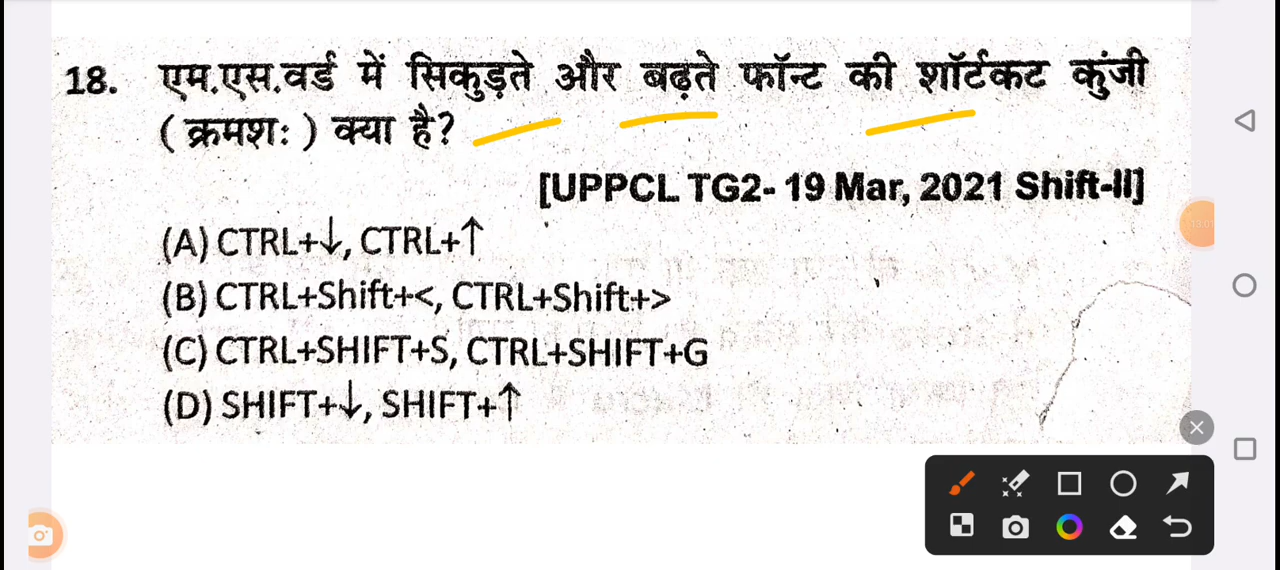 18. एम.एस.वर्ड में सिकुड़ते और बढ़ते फॉन्ट की शॉर्टकट कुंजी
( क्रमशः ) क्या है?
[UPPCL TG2- 19 Mar, 2021 Shift-II]
(A) CTRL+↓, CTRL+↑
(B) CTRL+Shift+<, CTRL+Shift+>
(C) CTRL+SHIFT+S, CTRL+SHIFT+G
(D) SHIFT+↓, SHIFT+↑